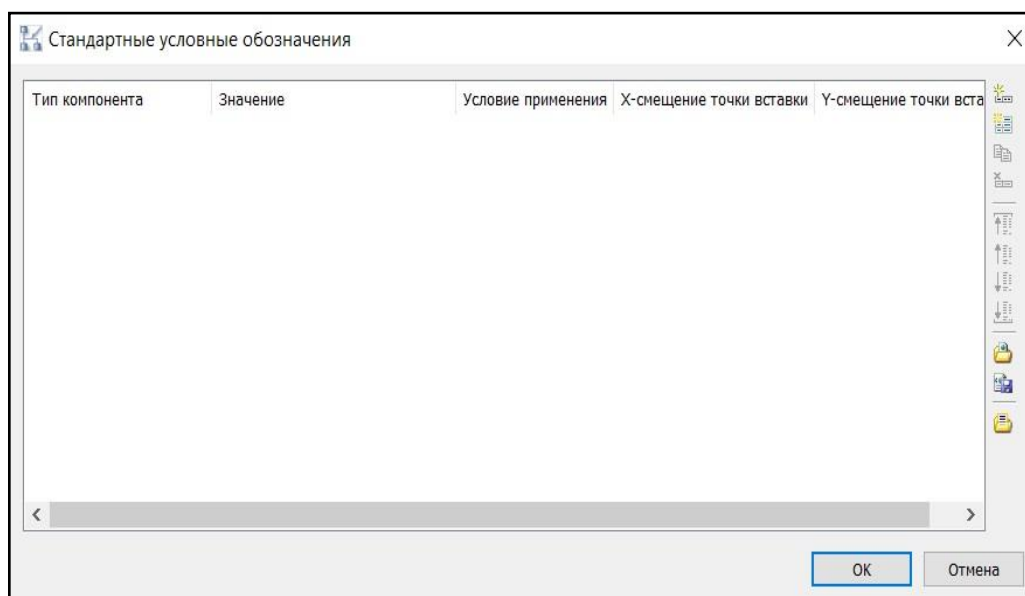 Стандартные условные обозначения
Тип компонента Значение Условие применения X-смещение точки вставки Y-смещение точки вста
OK Отмена